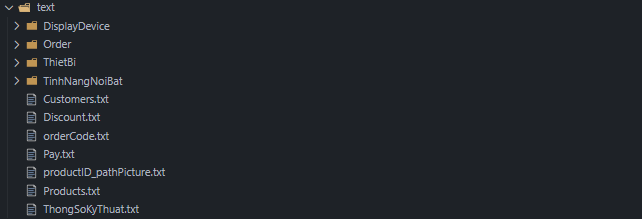 text
DisplayDevice
Order
ThietBi
TinhNangNoiBat
Customers.txt
Discount.txt
orderCode.txt
Pay.txt
productID_pathPicture.txt
Products.txt
ThongSoKyThuat.txt